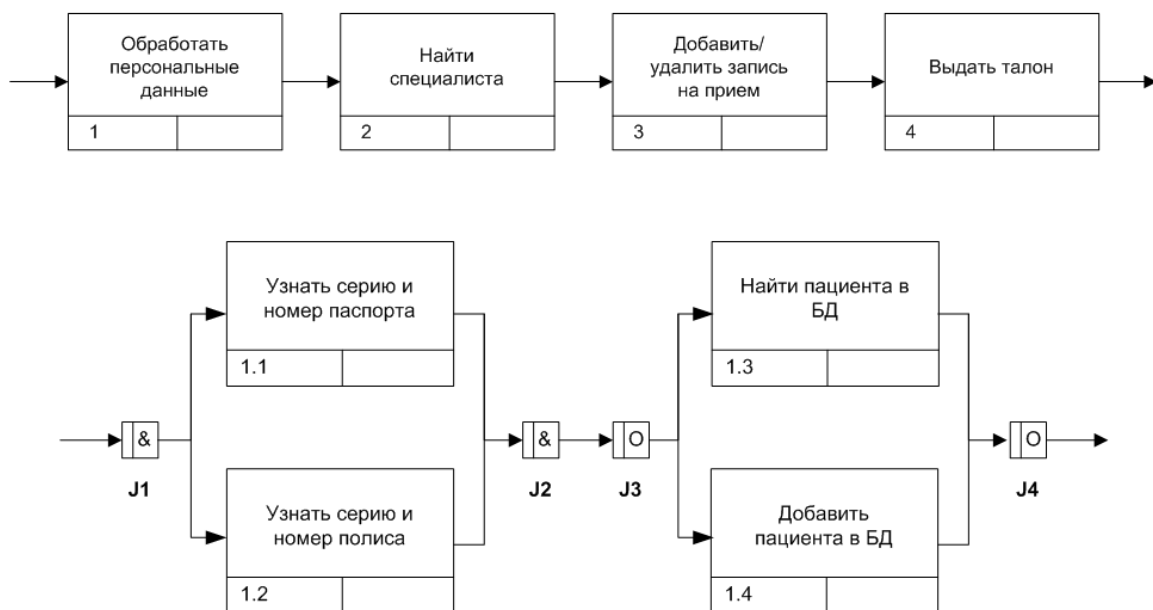 Обработать
персональные
данные
1
Найти
специалиста
2
Добавить/
удалить запись
на прием
3
Выдать талон
4
Узнать серию и
номер паспорта
1.1
Узнать серию и
номер полиса
1.2
&
J1
&
J2
O
J3
Найти пациента в
БД
1.3
Добавить
пациента в БД
1.4
O
J4